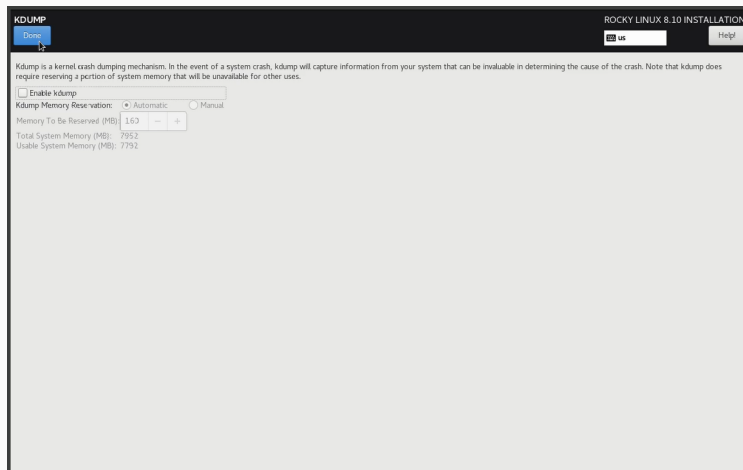 KDUMP
ROCKY LINUX 8.10 INSTALLATION
Done
us
Help!
Kdump is a kernel crash dumping mechanism. In the event of a system crash, kdump will capture information from your system that can be invaluable in determining the cause of the crash. Note that kdump does
require reserving a portion of system memory that will be unavailable for other uses.
Enable kdump
Kdump Memory Reservation: Automatic Manual
Memory To Be Reserved (MB): 160 − +
Total System Memory (MB): 7952
Usable System Memory (MB): 7792